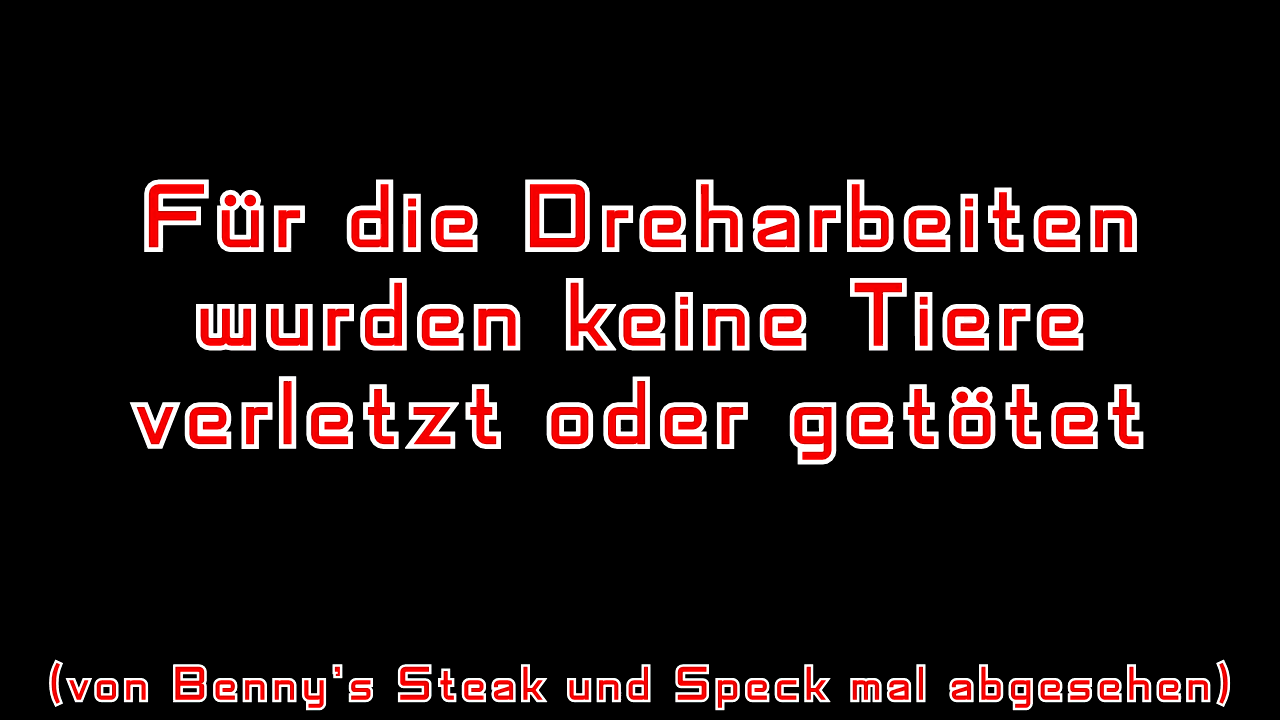 Für die Dreharbeiten
wurden keine Tiere
verletzt oder getötet
(von Benny's Steak und Speck mal abgesehen)